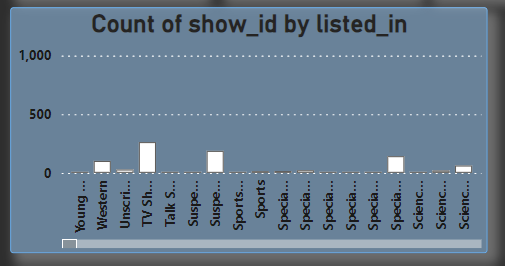 Count of show_id by listed_in
1,000
500
0
Young ...
Western
Unscri...
TV Sh...
Talk S...
Suspe...
Suspe...
Sports...
Sports
Specia...
Specia...
Specia...
Specia...
Specia...
Specia...
Scienc...
Scienc...
Scienc...